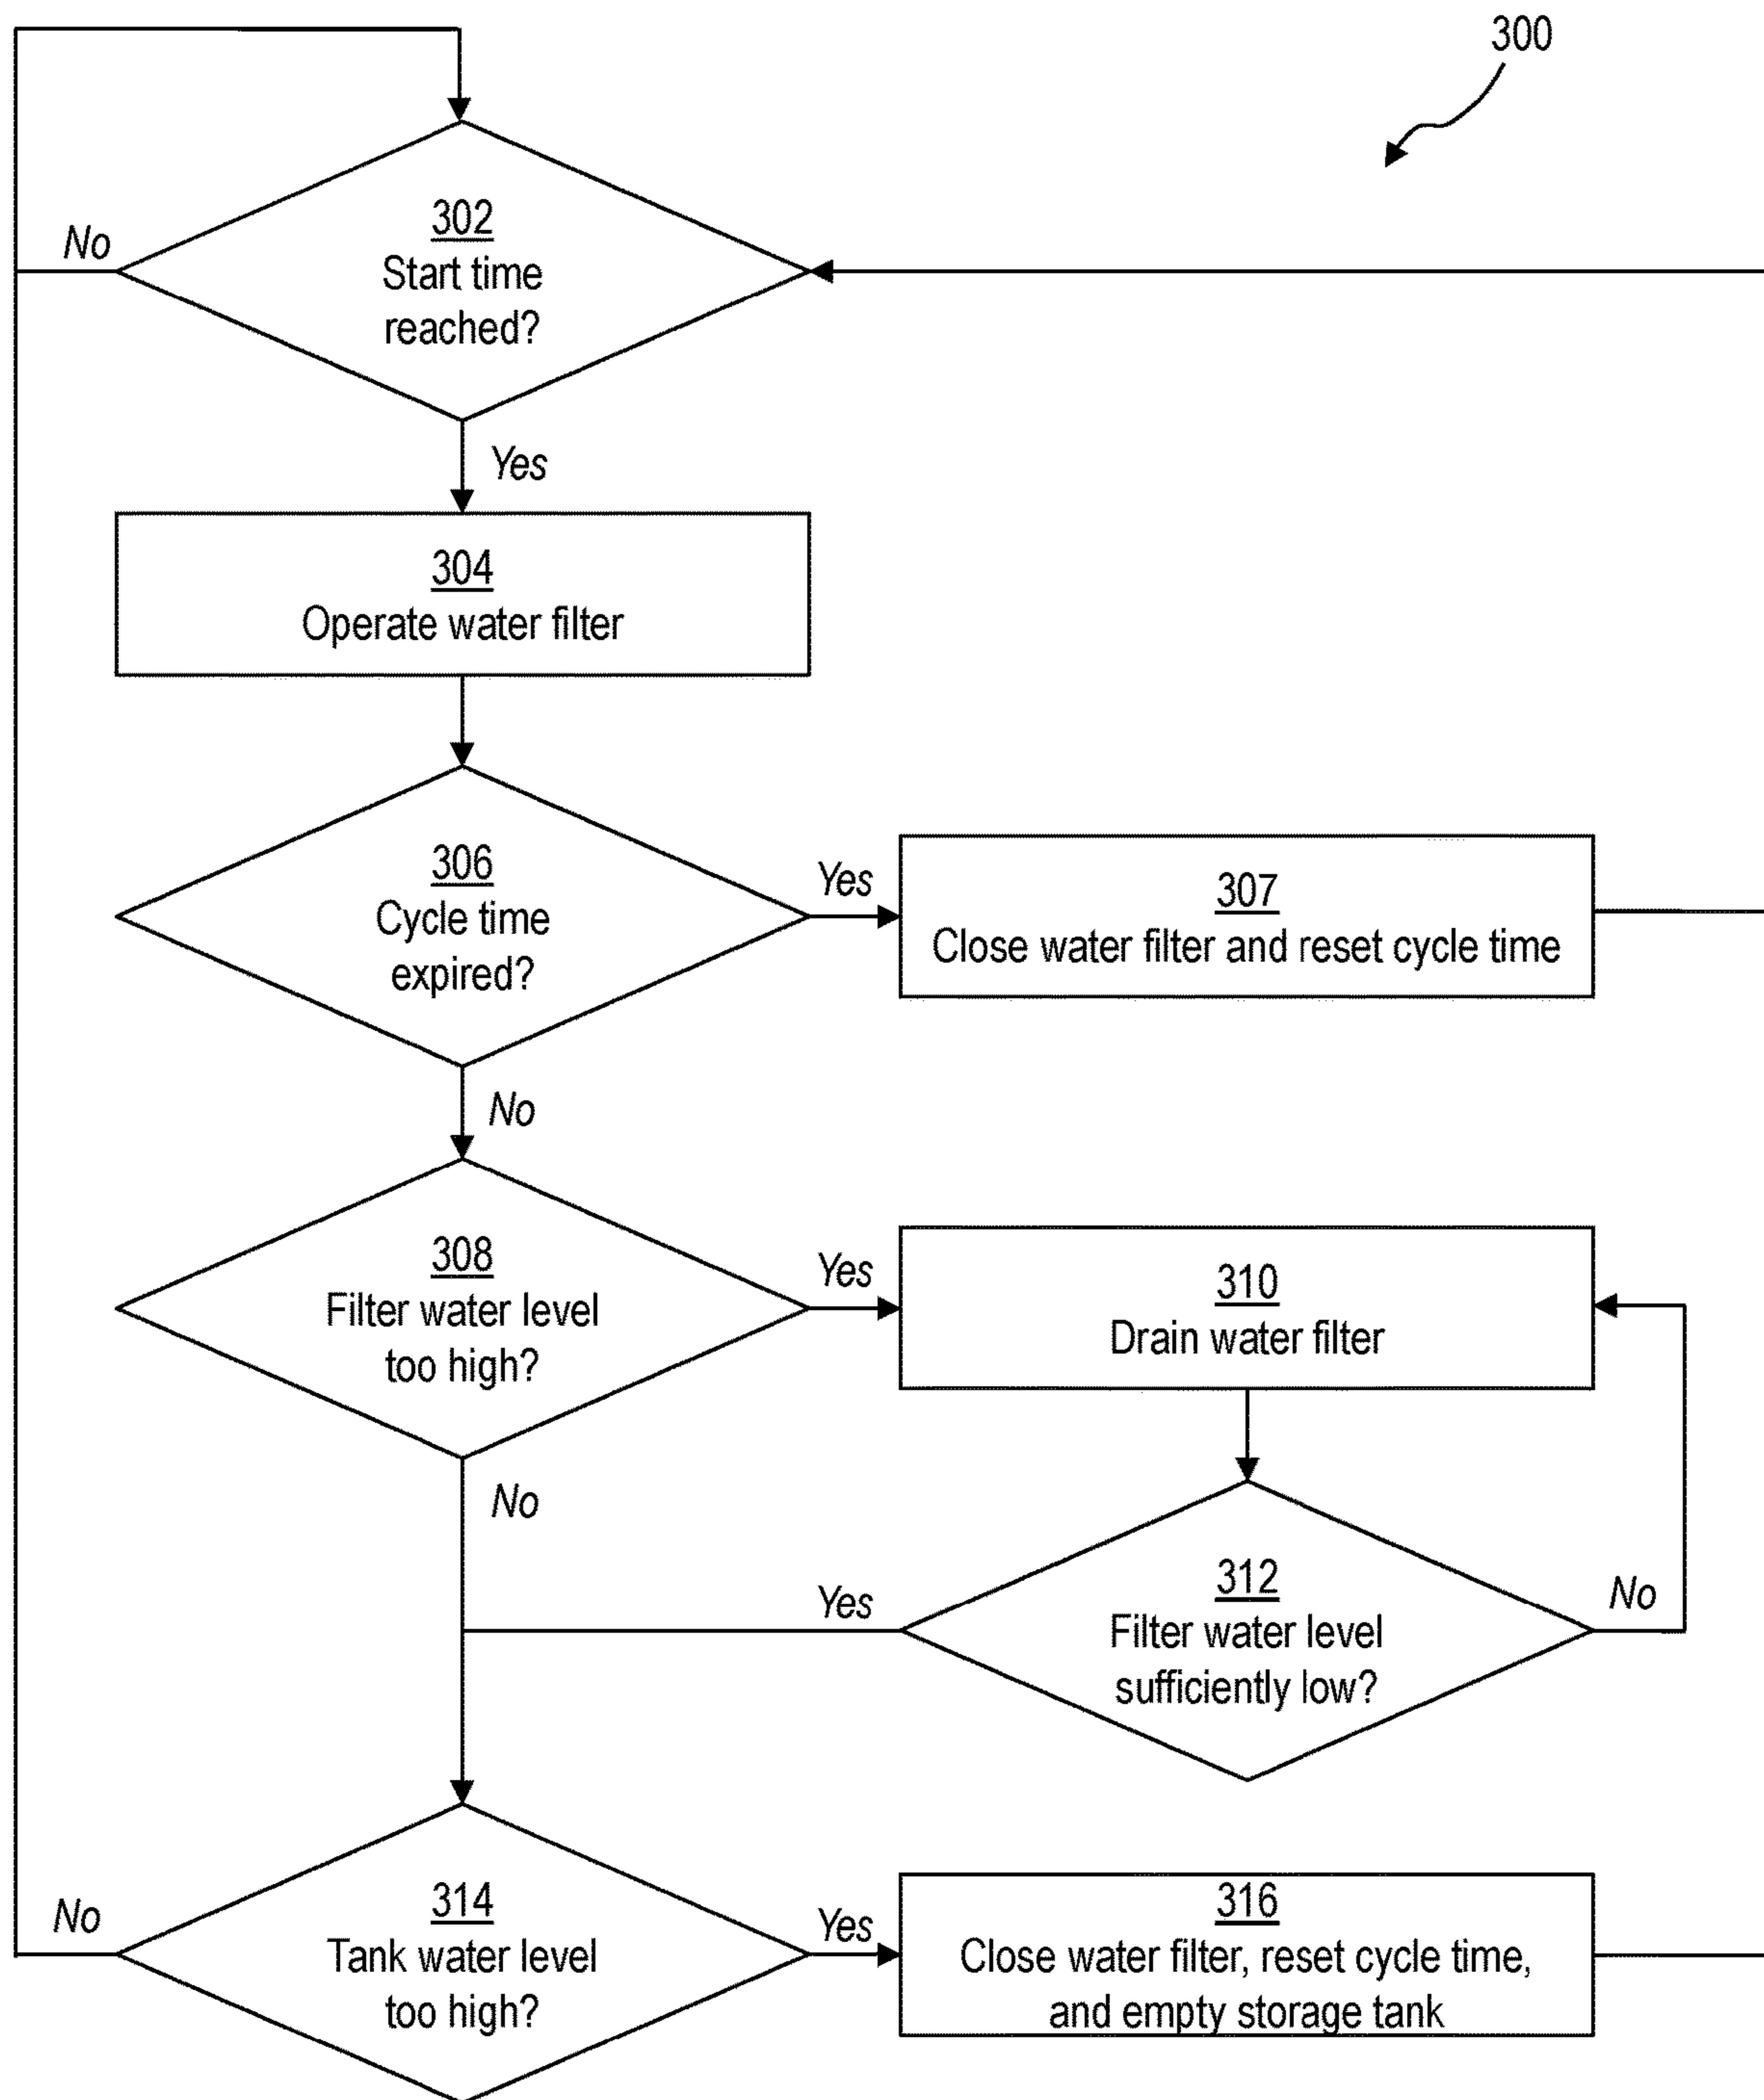 300
302
Start time
reached?
No
Yes
304
Operate water filter
306
Cycle time
expired?
Yes
307
Close water filter and reset cycle time
No
308
Filter water level
too high?
Yes
310
Drain water filter
No
312
Filter water level
sufficiently low?
Yes
No
314
Tank water level
too high?
No
Yes
316
Close water filter, reset cycle time,
and empty storage tank